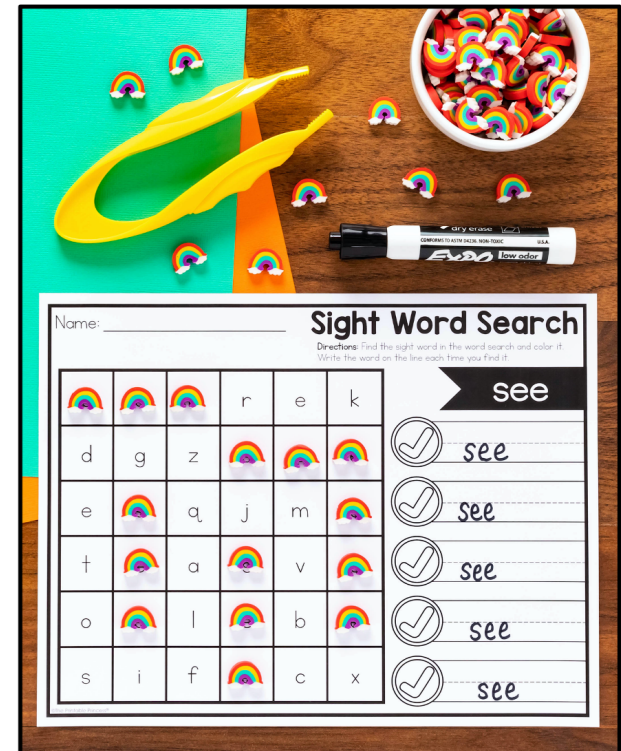 dry erase
CONFORMS TO ASTM D4236, NON-TOXIC U.S.A.
EXPO low odor
Name:
Sight Word Search
Directions: Find the sight word in the word search and color it.
Write the word on the line each time you find it.
see
r e k
d g z
e q j m
t a v
o l b
s i f c x
see
see
see
see
see